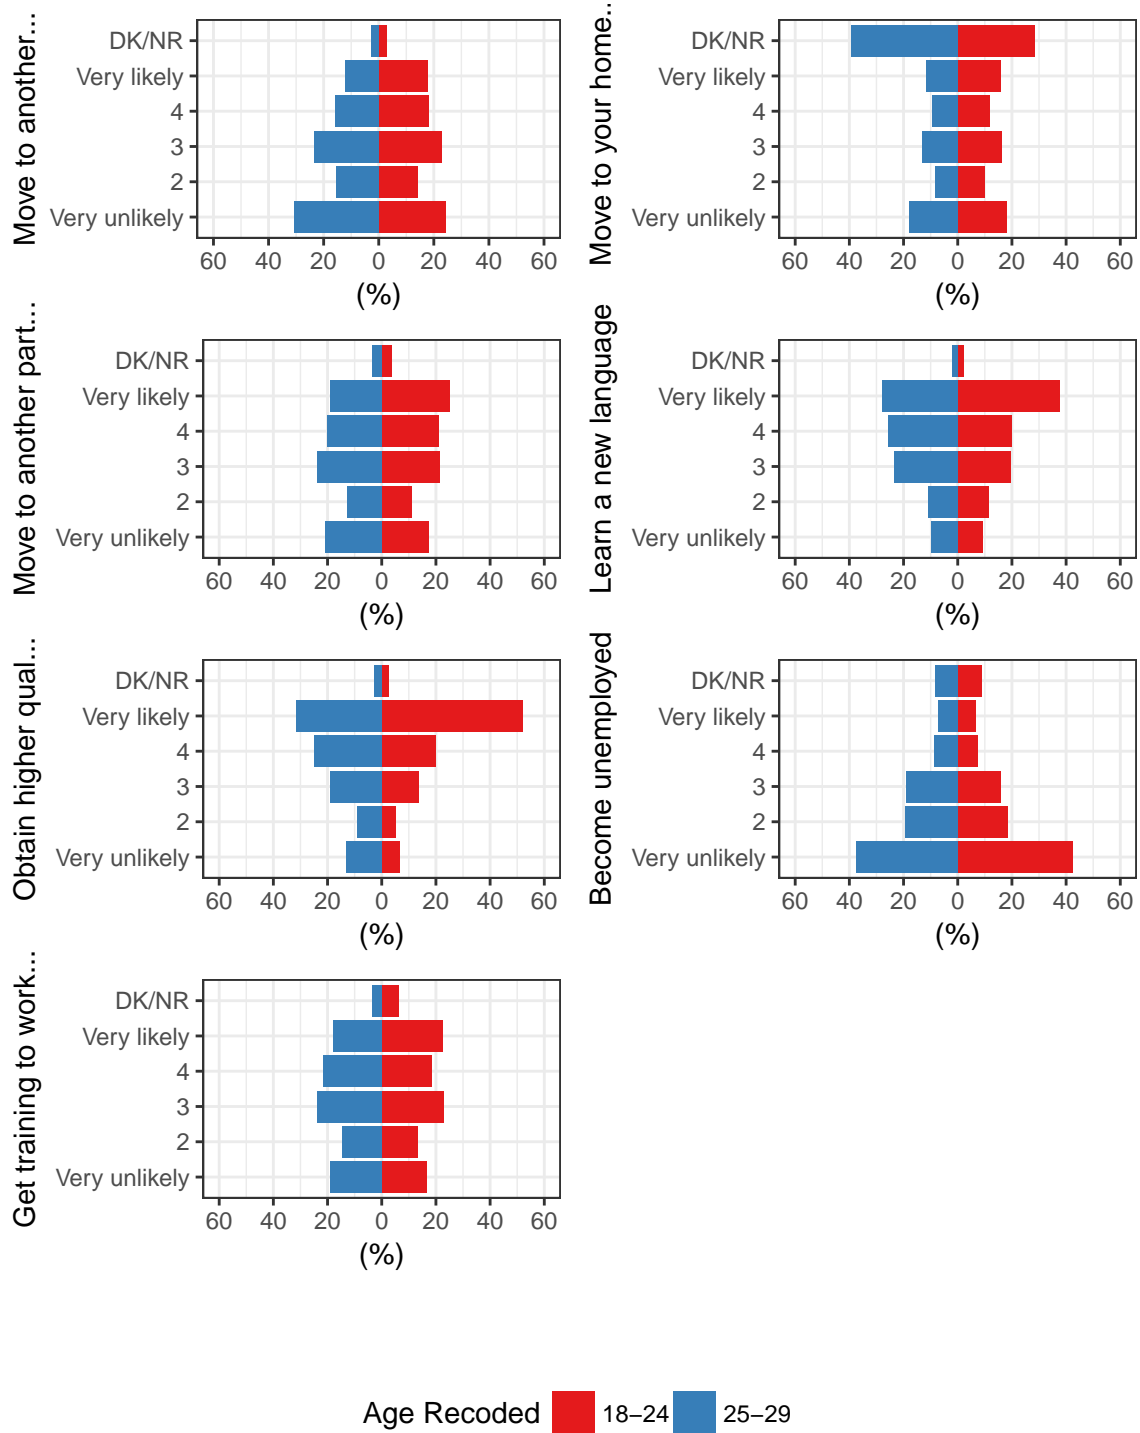 Move to another...
DK/NR
Very likely
4
3
2
Very unlikely
60 40 20 0 20 40 60
(%)
Move to your home...
DK/NR
Very likely
4
3
2
Very unlikely
60 40 20 0 20 40 60
(%)
Move to another part...
DK/NR
Very likely
4
3
2
Very unlikely
60 40 20 0 20 40 60
(%)
Learn a new language
DK/NR
Very likely
4
3
2
Very unlikely
60 40 20 0 20 40 60
(%)
Obtain higher qual...
DK/NR
Very likely
4
3
2
Very unlikely
60 40 20 0 20 40 60
(%)
Become unemployed
DK/NR
Very likely
4
3
2
Very unlikely
60 40 20 0 20 40 60
(%)
Get training to work...
DK/NR
Very likely
4
3
2
Very unlikely
60 40 20 0 20 40 60
(%)
Age Recoded 18−24 25−29